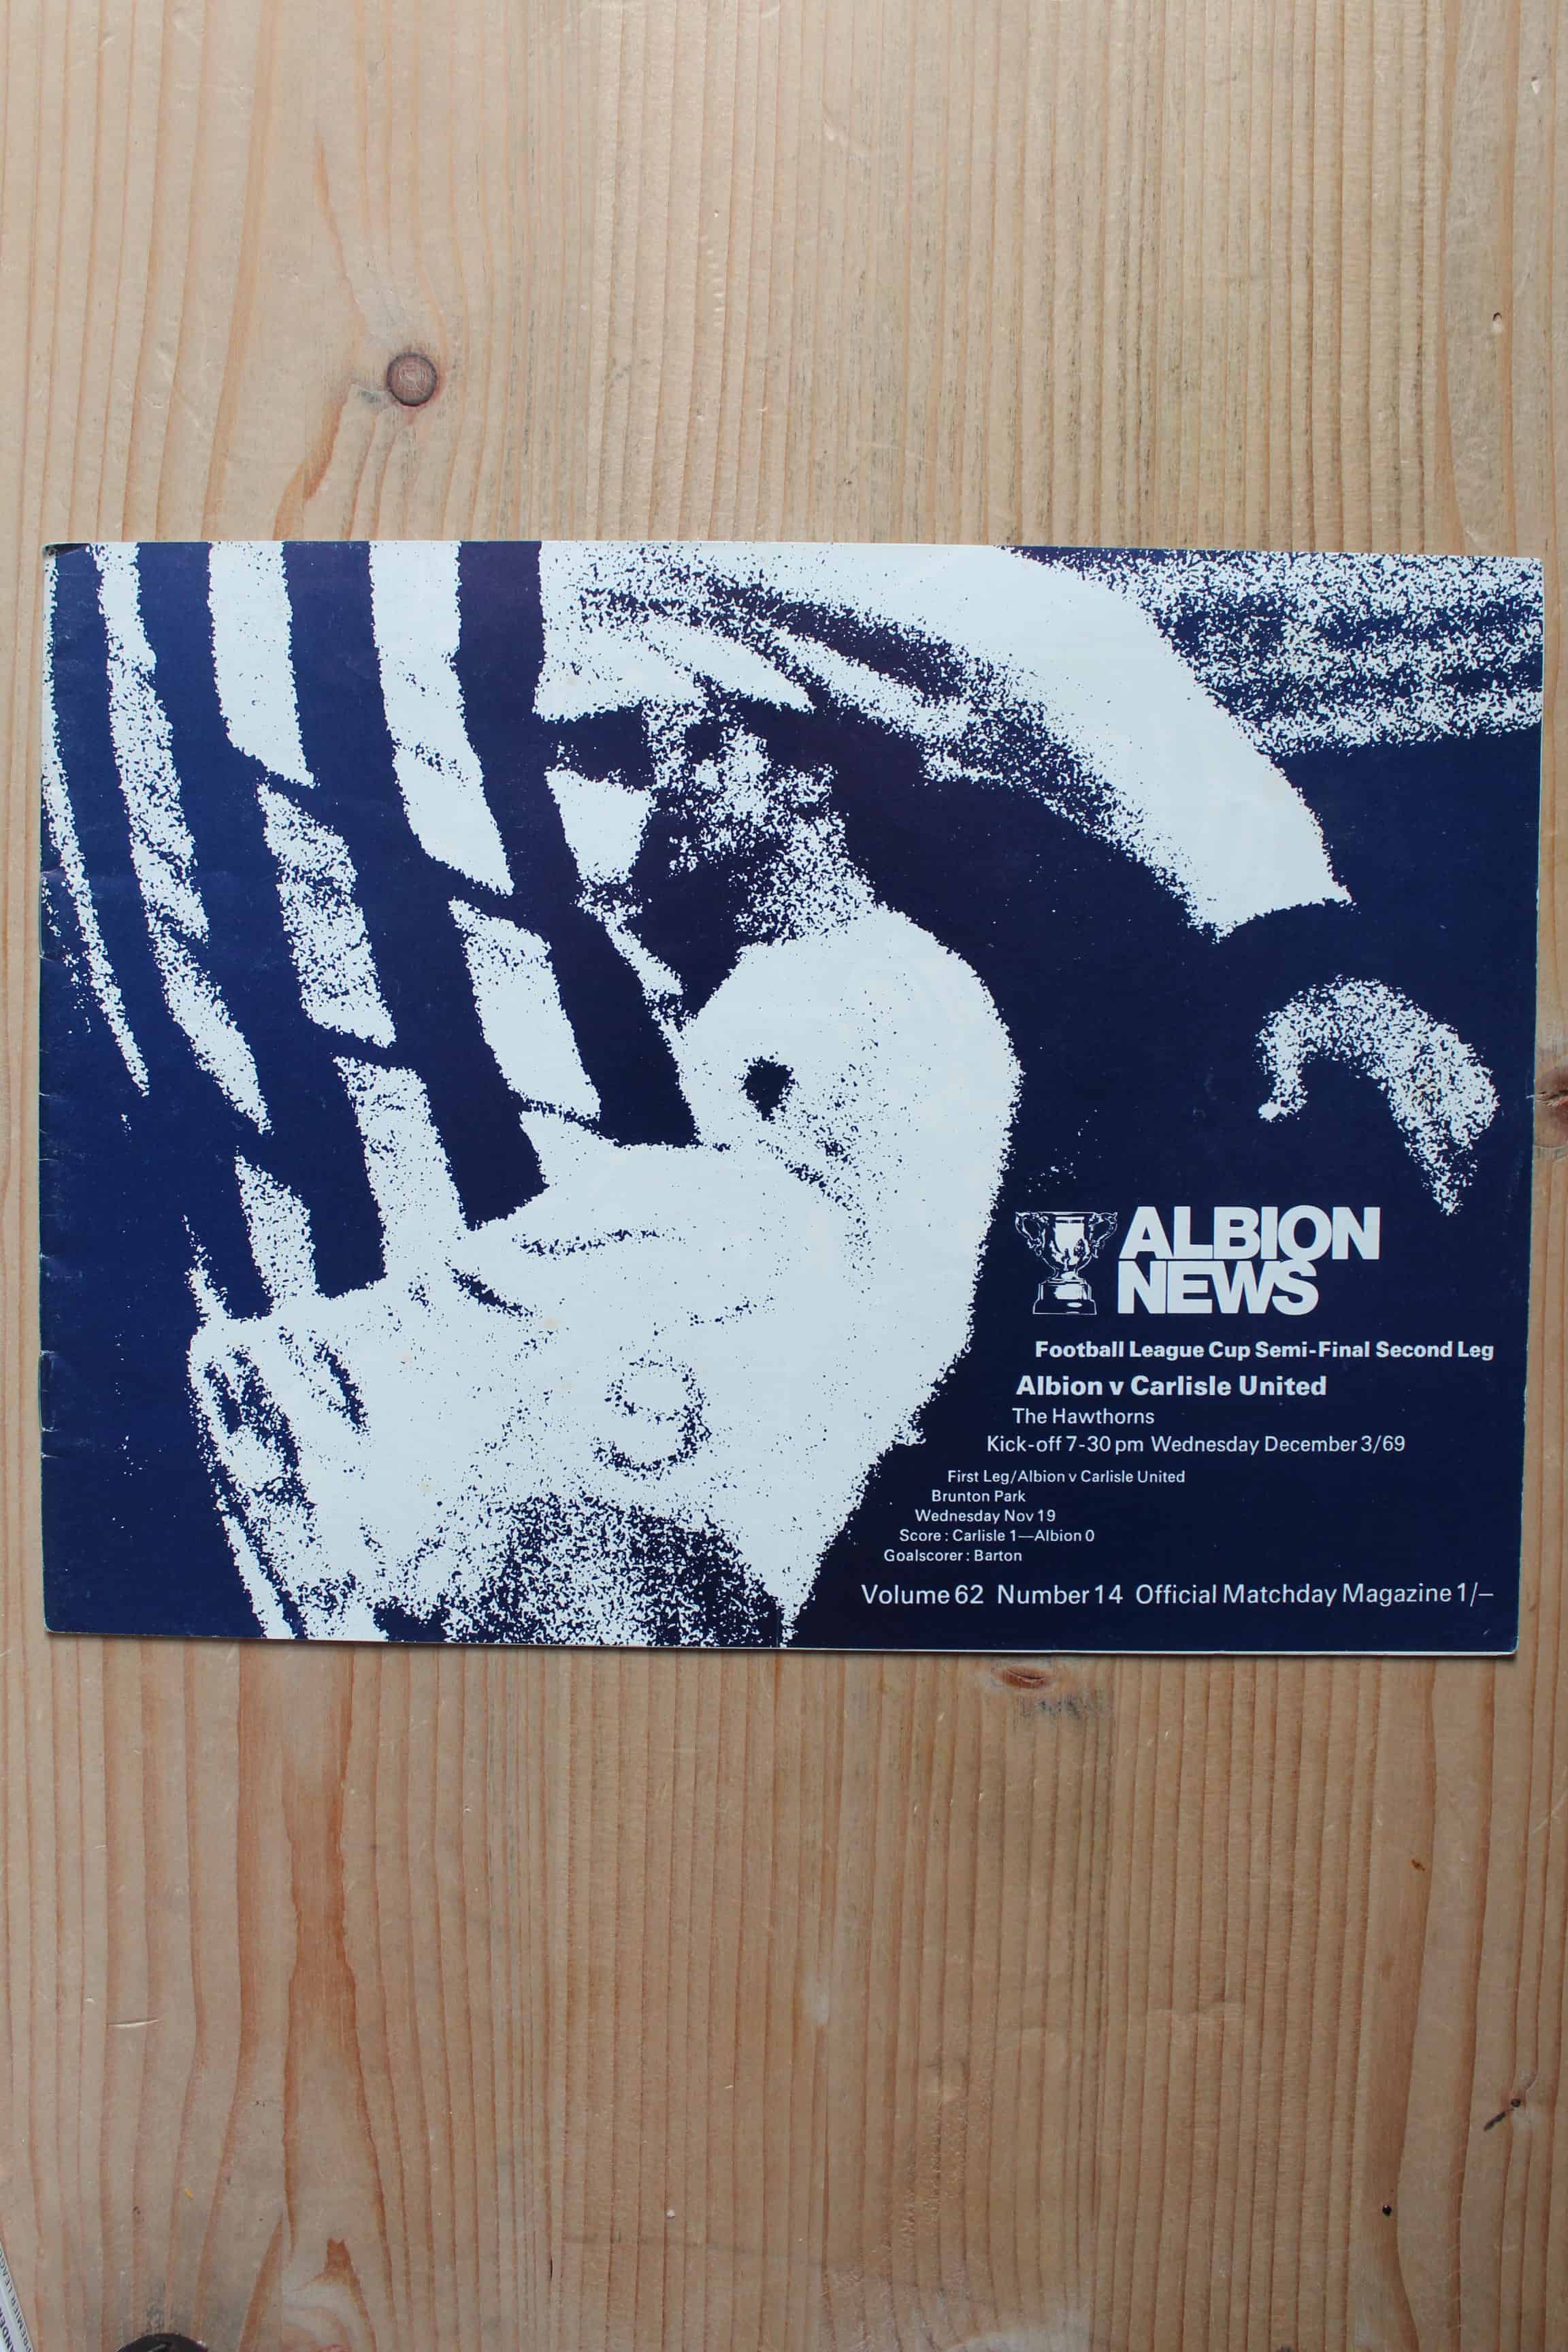 ALBION
NEWS
Football League Cup Semi-Final Second Leg
Albion v Carlisle United
The Hawthorns
Kick-off 7-30 pm Wednesday December 3/69
First Leg/Albion v Carlisle United
Brunton Park
Wednesday Nov 19
Score : Carlisle 1—Albion 0
Goalscorer : Barton
Volume 62 Number 14 Official Matchday Magazine 1/–